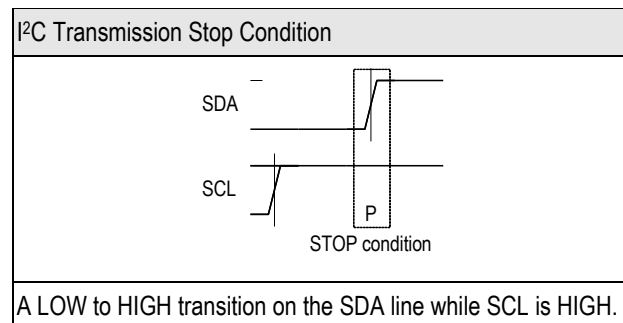 I²C Transmission Stop Condition
SDA
SCL
P
STOP condition
A LOW to HIGH transition on the SDA line while SCL is HIGH.